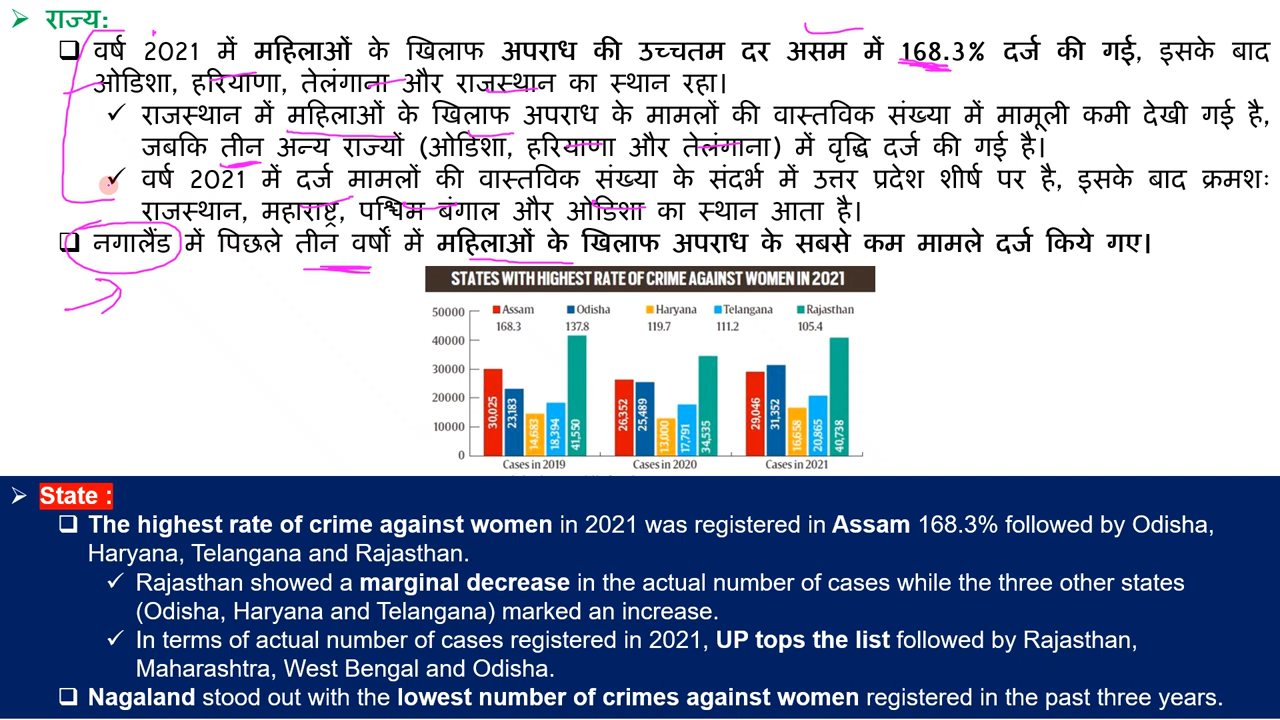 ➢ राज्य:
❑ वर्ष 2021 में महिलाओं के खिलाफ अपराध की उच्चतम दर असम में 168.3% दर्ज की गई, इसके बाद
ओडिशा, हरियाणा, तेलंगाना और राजस्थान का स्थान रहा।
✓ राजस्थान में महिलाओं के खिलाफ अपराध के मामलों की वास्तविक संख्या में मामूली कमी देखी गई है,
जबकि तीन अन्य राज्यों (ओडिशा, हरियाणा और तेलंगाना) में वृद्धि दर्ज की गई है।
✓ वर्ष 2021 में दर्ज मामलों की वास्तविक संख्या के संदर्भ में उत्तर प्रदेश शीर्ष पर है, इसके बाद क्रमशः
राजस्थान, महाराष्ट्र, पश्चिम बंगाल और ओडिशा का स्थान आता है।
❑ नगालैंड में पिछले तीन वर्षों में महिलाओं के खिलाफ अपराध के सबसे कम मामले दर्ज किये गए।
STATES WITH HIGHEST RATE OF CRIME AGAINST WOMEN IN 2021
50000 Assam Odisha Haryana Telangana Rajasthan
168.3 137.8 119.7 111.2 105.4
40000
30000
20000
10000
0
30,025 23,183 14,683 18,394 41,550 26,352 25,489 13,000 17,791 34,535 29,046 31,352 16,658 20,865 40,738
Cases in 2019 Cases in 2020 Cases in 2021
➢ State :
❑ The highest rate of crime against women in 2021 was registered in Assam 168.3% followed by Odisha,
Haryana, Telangana and Rajasthan.
✓ Rajasthan showed a marginal decrease in the actual number of cases while the three other states
(Odisha, Haryana and Telangana) marked an increase.
✓ In terms of actual number of cases registered in 2021, UP tops the list followed by Rajasthan,
Maharashtra, West Bengal and Odisha.
❑ Nagaland stood out with the lowest number of crimes against women registered in the past three years.